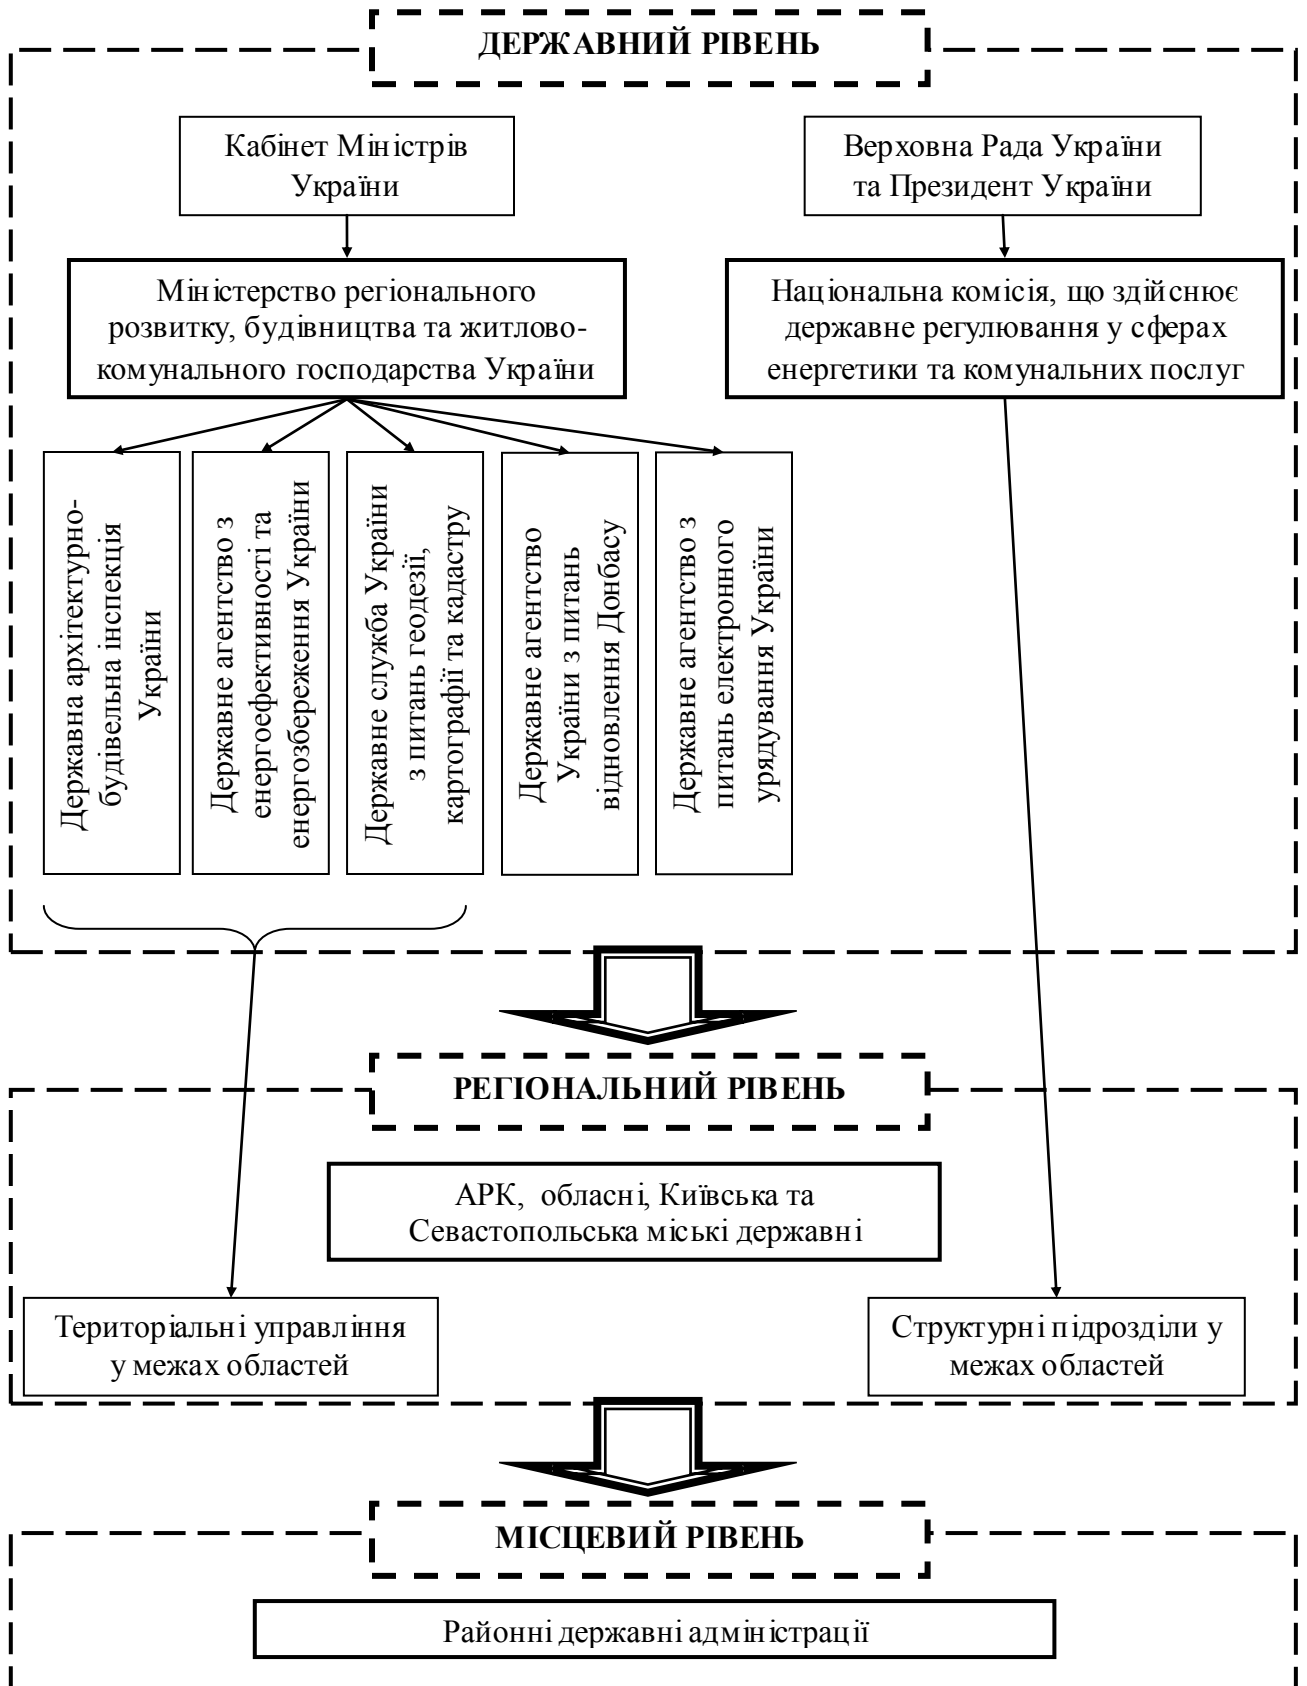 ДЕРЖАВНИЙ РІВЕНЬ
Кабінет Міністрів
України
Верховна Рада України
та Президент України
Міністерство регіонального
розвитку, будівництва та житлово-
комунального господарства України
Національна комісія, що здійснює
державне регулювання у сферах
енергетики та комунальних послуг
Державна архітектурно-
будівельна інспекція
України
Державне агентство з
енергоефективності та
енергозбереження України
Державне служба України
з питань геодезії,
картографії та кадастру
Державне агентство
України з питань
відновлення Донбасу
Державне агентство з
питань електронного
урядування України
РЕГІОНАЛЬНИЙ РІВЕНЬ
АРК, обласні, Київська та
Севастопольська міські державні
Територіальні управління
у межах областей
Структурні підрозділи у
межах областей
МІСЦЕВИЙ РІВЕНЬ
Районні державні адміністрації